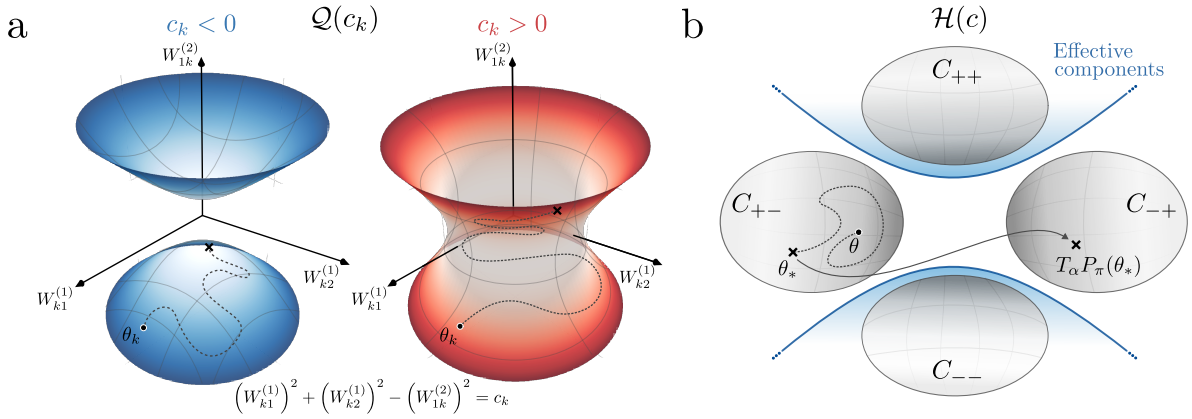 a
c_k < 0
Q(c_k)
c_k > 0
W_{1k}^{(2)}
W_{1k}^{(2)}
W_{k1}^{(1)}
W_{k2}^{(1)}
W_{k1}^{(1)}
W_{k2}^{(1)}
θ_k
θ_k
(W_{k1}^{(1)})^2 + (W_{k2}^{(1)})^2 − (W_{1k}^{(2)})^2 = c_k
b
H(c)
Effective
components
C_{++}
C_{+−}
C_{−+}
θ
θ_*
T_αP_π(θ_*)
C_{−−}